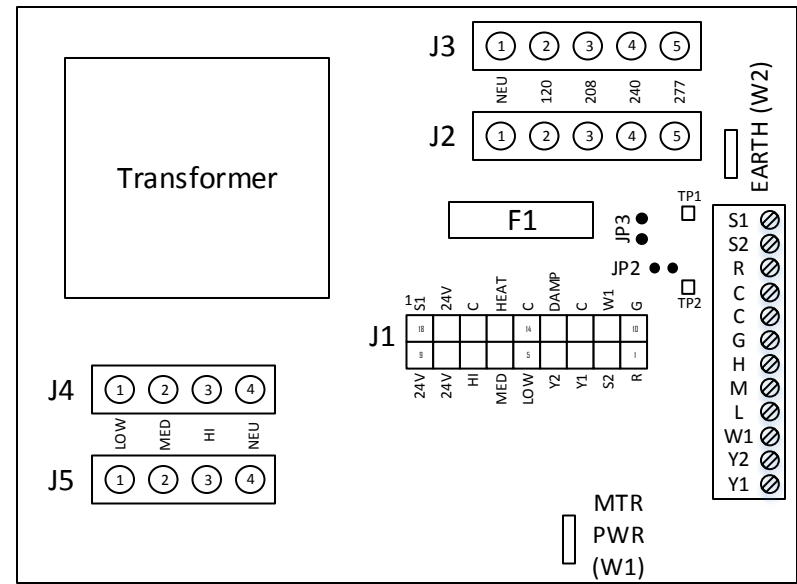 J3
1 2 3 4 5
NEU 120 208 240 277
J2
1 2 3 4 5
EARTH (W2)
Transformer
F1
JP3
TP1
JP2
TP2
S1
S2
R
C
C
G
H
M
L
W1
Y2
Y1
1
S1 24V C HEAT C DAMP C W1 G
J1
18 14 10
9 5 1
24V 24V HI MED LOW Y2 Y1 S2 R
J4
1 2 3 4
LOW MED HI NEU
J5
1 2 3 4
MTR
PWR
(W1)